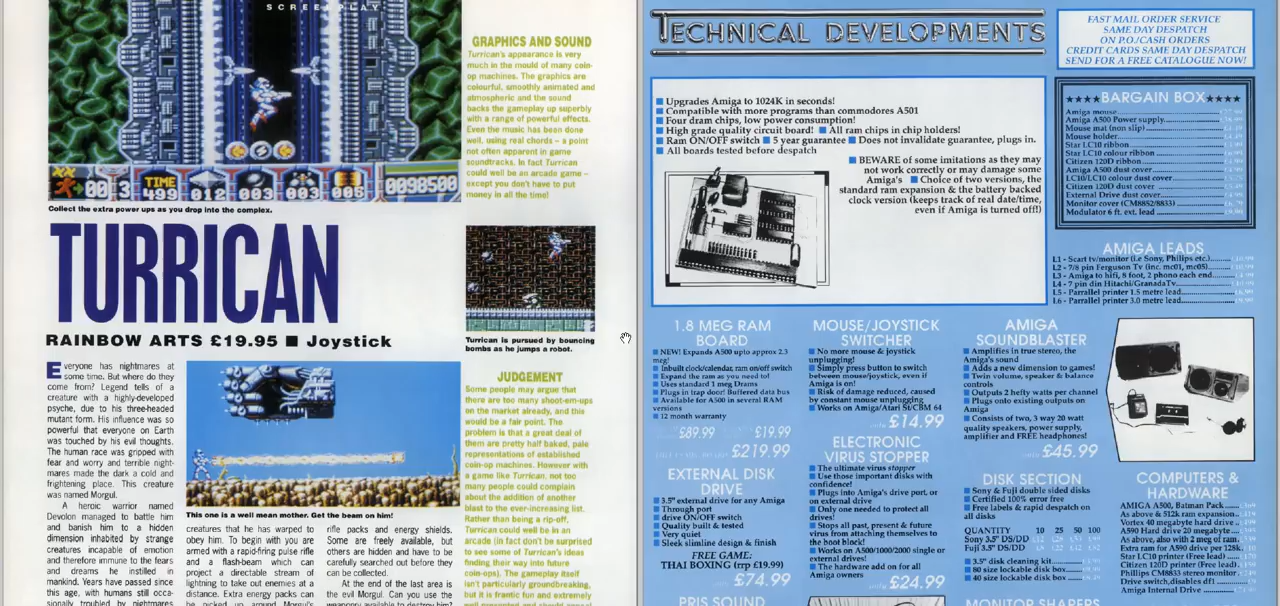 SCREENPLAY
00 3
TIME
499
012
003
003
005
0098500
Collect the extra power ups as you drop into the complex.
TURRICAN
RAINBOW ARTS £19.95 ■ Joystick
Everyone has nightmares at
some time. But where do they
come from? Legend tells of a
creature with a highly-developed
psyche, due to his three-headed
mutant form. His influence was so
powerful that everyone on Earth
was touched by his evil thoughts.
The human race was gripped with
fear and worry and terrible night-
mares made the dark a cold and
frightening place. This creature
was named Morgul.
A heroic warrior named
Devolon managed to battle him
and banish him to a hidden
dimension inhabited by strange
creatures incapable of emotion
and therefore immune to the fears
and dreams he instilled in
mankind. Years have passed since
this age, with humans still occa-
sionally troubled by nightmares
This one is a well mean mother. Get the beam on him!
creatures that he has warped to
obey him. To begin you are
armed with a rapid-firing pulse rifle
and a flash-beam which can
project a directable stream of
lightning to take out enemies at a
distance. Extra energy packs can
be picked up around Morgul's
rifle packs and energy shields.
Some are freely available, but
others are hidden and have to be
carefully searched out before they
can be collected.
At the end of the last area is
the evil Morgul. Can you use the
weaponry available to destroy him?
GRAPHICS AND SOUND
Turrican's appearance is very
much in the mould of many coin-
op machines. The graphics are
colourful, smoothly animated and
atmospheric and the sound
backs the gameplay up superbly
with a range of powerful effects.
Even the music has been done
well, using real chords – a point
not often apparent in game
soundtracks. In fact Turrican
could well be an arcade game –
except you don't have to put
money in all the time!
Turrican is pursued by bouncing
bombs as he jumps a robot.
JUDGEMENT
Some people may argue that
there are too many shoot-em-ups
on the market already, and this
would be a fair point. The
problem is that a great deal of
them are pretty half baked, pale
representations of established
coin-op machines. However with
a game like Turrican, not too
many people could complain
about the addition of another
blast to the ever-increasing list.
Rather than being a rip-off,
Turrican could well be in an
arcade (in fact don't be surprised
to see some of Turrican's ideas
finding their way into future
coin-ops). The gameplay itself
isn't particularly groundbreaking,
but it is frantic fun and extremely
well presented and should appeal
TECHNICAL DEVELOPMENTS
FAST MAIL ORDER SERVICE
SAME DAY DESPATCH
ON P.O./CASH ORDERS
CREDIT CARDS SAME DAY DESPATCH
SEND FOR A FREE CATALOGUE NOW!
■ Upgrades Amiga to 1024K in seconds!
■ Compatible with more programs than commodores A501
■ Four dram chips, low power consumption!
■ High grade quality circuit board! ■ All ram chips in chip holders!
■ Ram ON/OFF switch ■ 5 year guarantee ■ Does not invalidate guarantee, plugs in.
■ All boards tested before despatch
■ BEWARE of some imitations as they may
not work correctly or may damage some
Amiga's ■ Choice of two versions, the
standard ram expansion & the battery backed
clock version (keeps track of real date/time,
even if Amiga is turned off!)
★★★★BARGAIN BOX★★★★
Amiga mouse
Amiga A500 Power supply
Mouse mat (non slip)
Mouse holder
Star LC10 ribbon
Star LC10 colour ribbon
Citizen 120D ribbon
Amiga A500 dust cover
LC10/LC10 colour dust cover
Citizen 120D dust cover
External Drive dust cover
Monitor cover (CM8852/8833)
Modulator 6 ft. ext. lead
AMIGA LEADS
L1 - Scart tv/monitor (i.e Sony, Philips etc.)
L2 - 7/8 pin Ferguson Tv (inc. mc01, mc05)
L3 - Amiga to hifi, 8 foot, 2 phono each end
L4 - 7 pin din Hitachi/GranadaTv
L5 - Parrallel printer 1.5 metre lead
L6 - Parrallel printer 3.0 metre lead
1.8 MEG RAM
BOARD
■ NEW! Expands A500 upto approx 2.3
meg!
■ Inbuilt clock/calendar, ram on/off switch
■ Expand the ram as you need to!
■ Uses standard 1 meg Drams
■ Plugs in trap door! Buffered data bus
■ Available for A500 in several RAM
versions
■ 12 month warranty
£89.99
£19.99
£219.99
EXTERNAL DISK
DRIVE
■ 3.5" external for any Amiga
■ Through port
■ drive ON/OFF switch
■ Quality built & tested
■ Very quiet
■ Sleek slimline design & finish
FREE GAME:
THAI BOXING (rrp £19.99)
£74.99
PRIS SOUND
MOUSE/JOYSTICK
SWITCHER
■ No more mouse & joystick
unplugging!
■ Simply press button to switch
between mouse/joystick, even if
Amiga is on!
■ Risk of damage reduced, caused
by constant mouse unplugging
■ Works on Amiga/Atari St/CBM 64
only £14.99
ELECTRONIC
VIRUS STOPPER
■ The ultimate virus stopper
■ Use those important disks with
confidence!
■ Plugs into Amiga's drive port, or
on external drive
■ Only one needed to protect all
drives!
■ Stops all past, present & future
virus from attaching themselves to
the boot block!
■ Works on A500/1000/2000 single or
external drives!
■ The hardware add on for all
Amiga owners
only £24.99
AMIGA
SOUNDBLASTER
■ Amplifies in true stereo, the
Amiga's sound
■ Adds a new dimension to games!
■ Twin volume, speaker & balance
controls
■ Outputs 2 hefty watts per channel
■ Plugs onto existing outputs on
Amiga
■ Consists of two, 3 way 20 watt
quality speakers, power supply,
amplifier and FREE headphones!
only £45.99
DISK SECTION
■ Sony & Fuji double sided disks
■ Certified 100% error free
■ Free labels & rapid despatch on
all disks
QUANTITY 10 25 50 100
Sony 3.5" DS/DD
Fuji 3.5" DS/DD
■ 3.5" disk cleaning kit
■ 80 size lockable disk box
■ 40 size lockable disk box
MONITOR SHAPERS
COMPUTERS &
HARDWARE
AMIGA A500, Batman Pack
As above & 512k ram expansion
Vortex 40 megabyte hard drive
A590 Hard drive 20 megabyte
As above, also with 2 meg of ram
Extra ram for A590 drive per 128k
Star LC10 printer (Free lead)
Citizen 120D printer (Free lead)
Phillips CM8833 stereo monitor
Drive switch,disables df1
Amiga Internal Drive